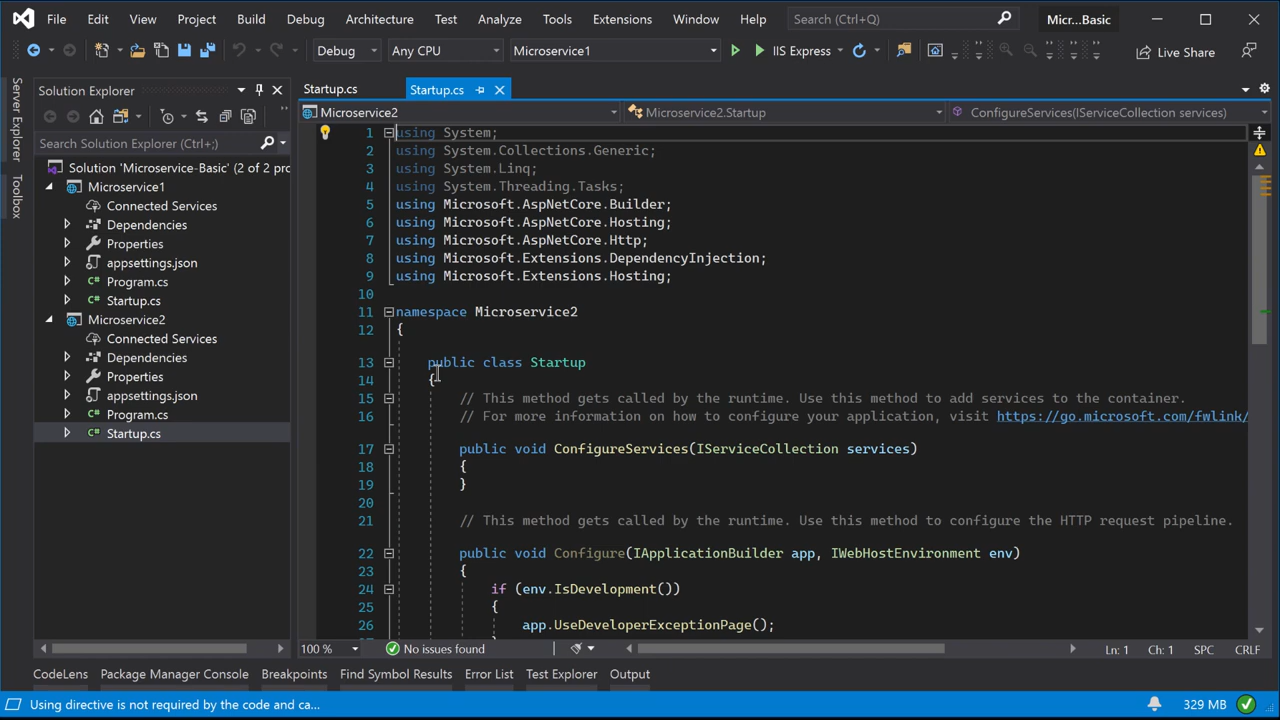 File Edit View Project Build Debug Architecture Test Analyze Tools Extensions Window Help Search (Ctrl+Q) Micr...Basic
Debug Any CPU Microservice1 IIS Express Live Share
Server Explorer
Toolbox
Solution Explorer
Search Solution Explorer (Ctrl+;)
Solution 'Microservice-Basic' (2 of 2 pro
Microservice1
Connected Services
Dependencies
Properties
appsettings.json
C# Program.cs
C# Startup.cs
Microservice2
Connected Services
Dependencies
Properties
appsettings.json
C# Program.cs
C# Startup.cs
Startup.cs Startup.cs
Microservice2 Microservice2.Startup ConfigureServices(IServiceCollection services)
1 using System;
2 using System.Collections.Generic;
3 using System.Linq;
4 using System.Threading.Tasks;
5 using Microsoft.AspNetCore.Builder;
6 using Microsoft.AspNetCore.Hosting;
7 using Microsoft.AspNetCore.Http;
8 using Microsoft.Extensions.DependencyInjection;
9 using Microsoft.Extensions.Hosting;
10
11 namespace Microservice2
12 {
13 public class Startup
14 {
15 // This method gets called by the runtime. Use this method to add services to the container.
16 // For more information on how to configure your application, visit https://go.microsoft.com/fwlink/
17 public void ConfigureServices(IServiceCollection services)
18 {
19 }
20
21 // This method gets called by the runtime. Use this method to configure the HTTP request pipeline.
22 public void Configure(IApplicationBuilder app, IWebHostEnvironment env)
23 {
24 if (env.IsDevelopment())
25 {
26 app.UseDeveloperExceptionPage();
100 % No issues found Ln: 1 Ch: 1 SPC CRLF
CodeLens Package Manager Console Breakpoints Find Symbol Results Error List Test Explorer Output
Using directive is not required by the code and ca... 329 MB